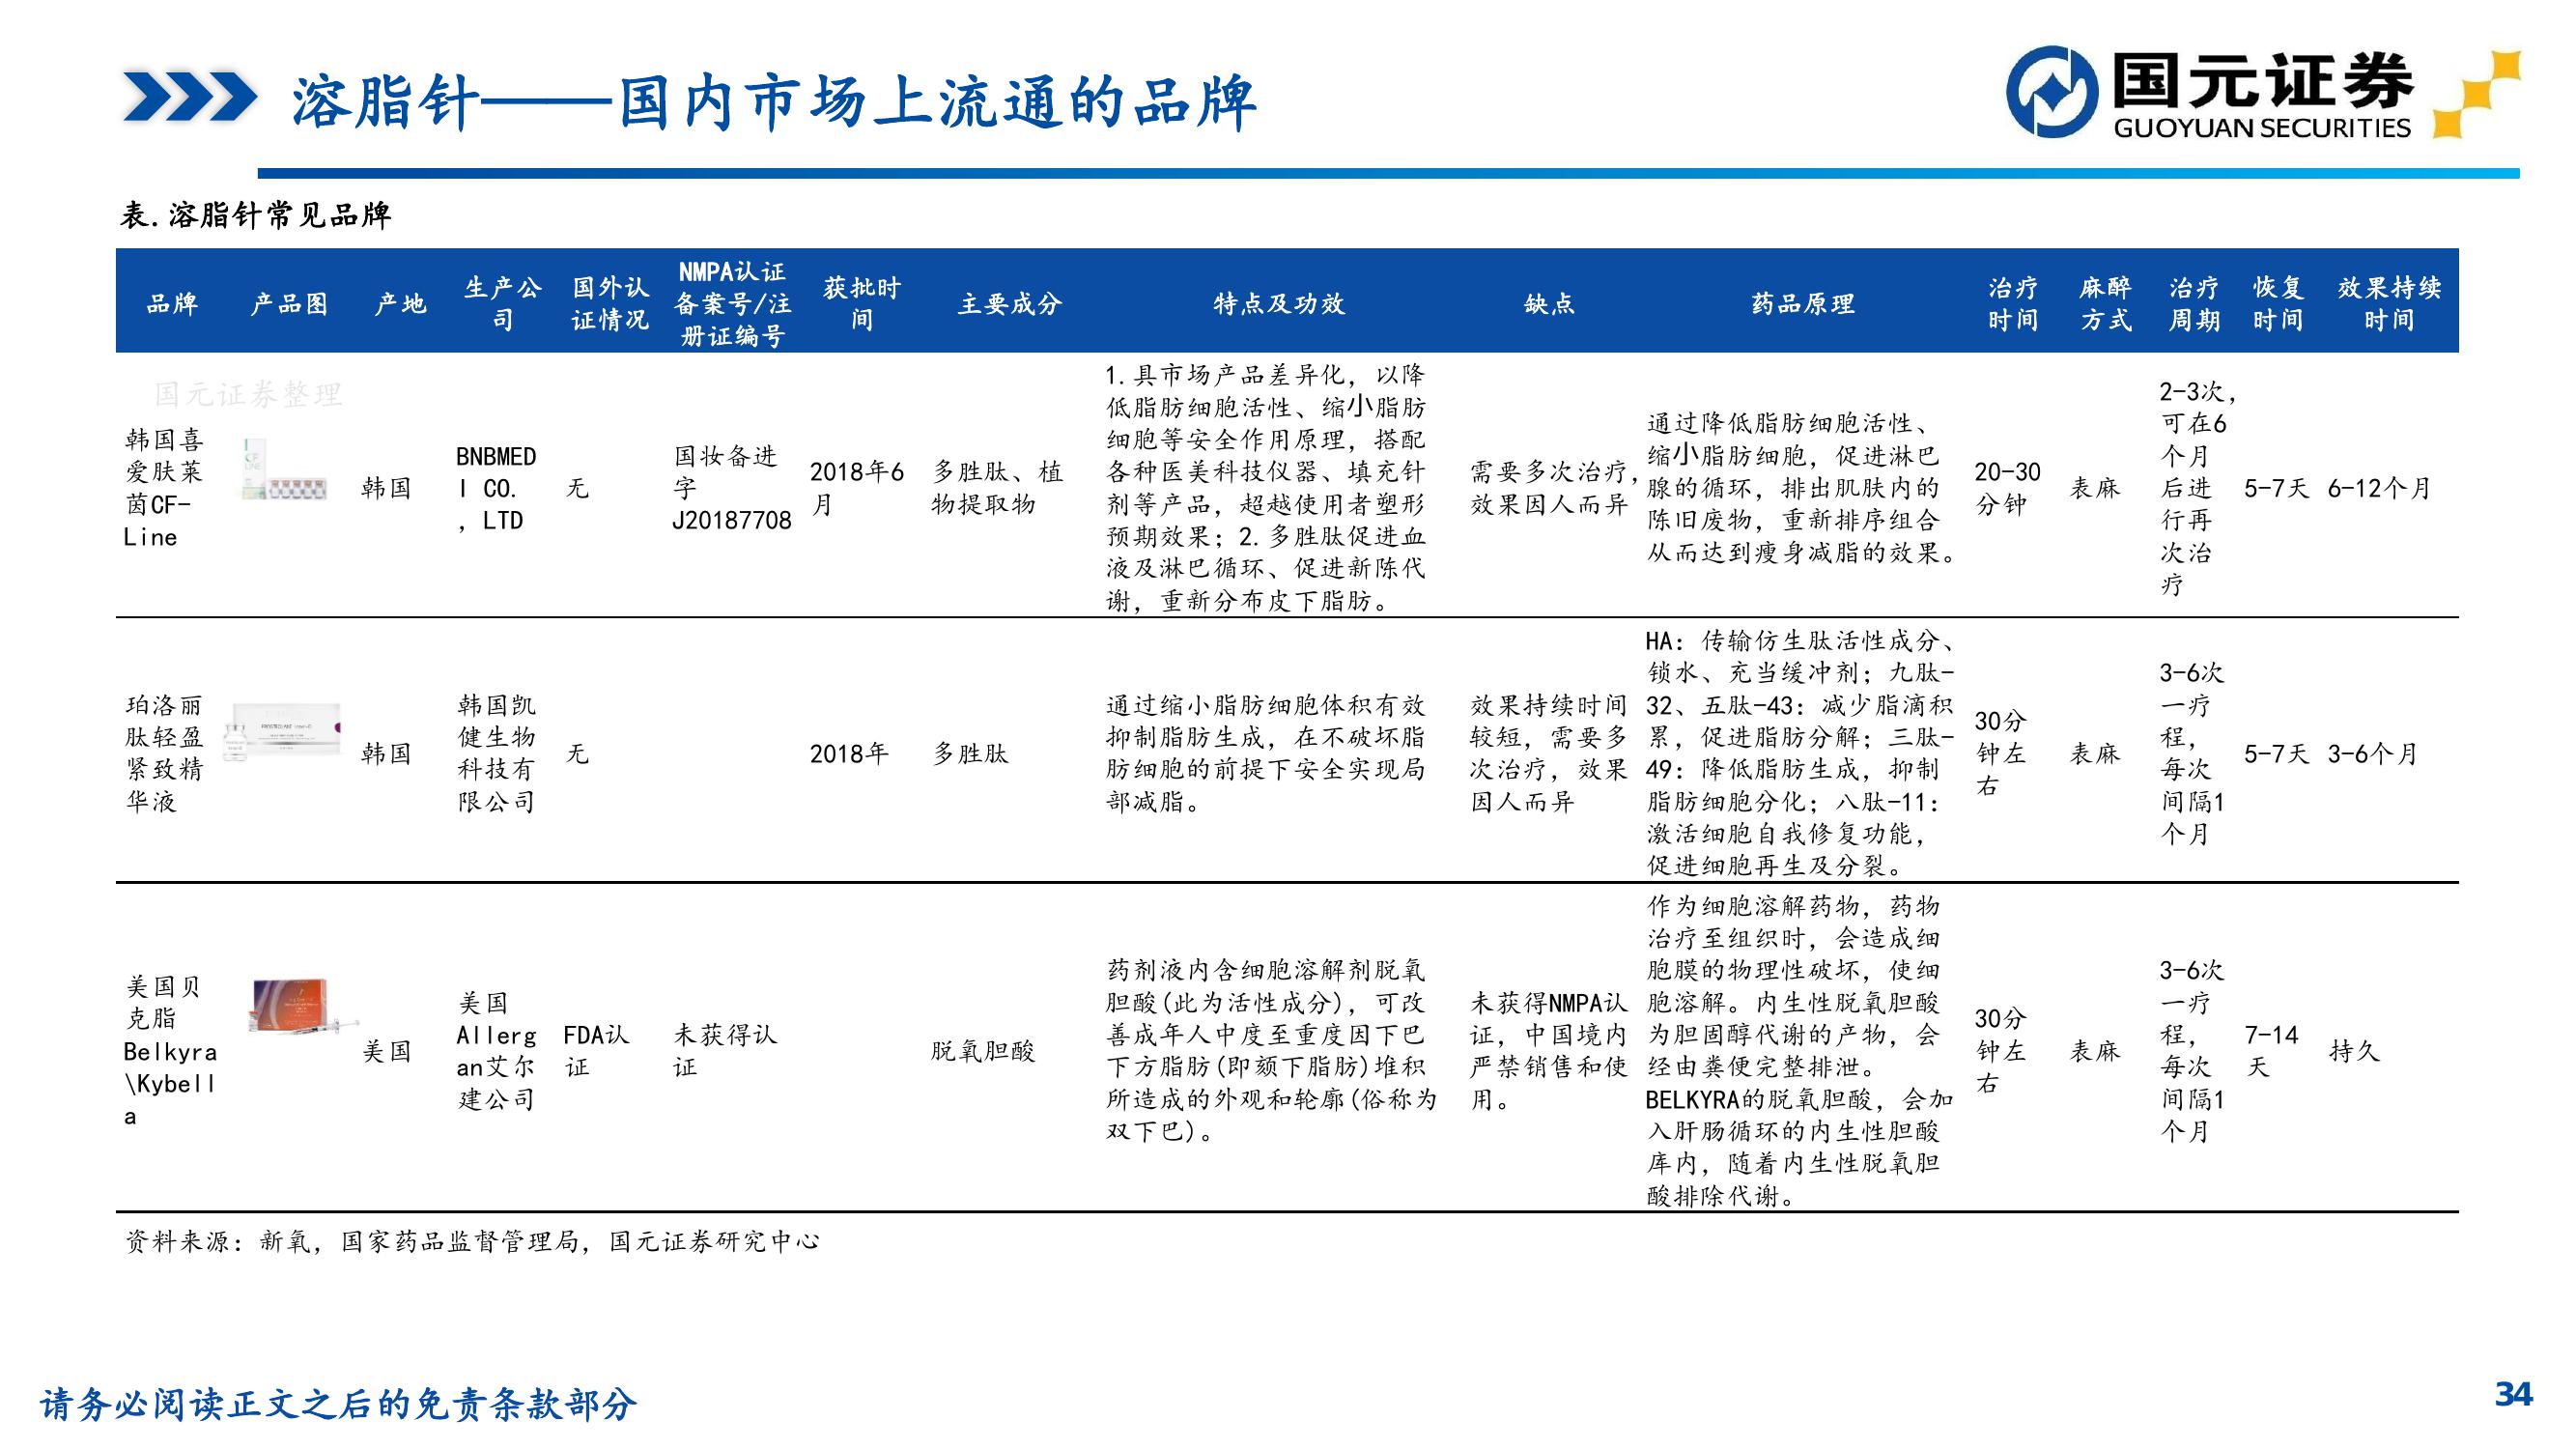 溶脂针——国内市场上流通的品牌
国元证券
GUOYUAN SECURITIES
表.溶脂针常见品牌
品牌
产品图
产地
生产公
司
国外认
证情况
NMPA认证
备案号/注
册证编号
获批时
间
主要成分
特点及功效
缺点
药品原理
治疗
时间
麻醉
方式
治疗
周期
恢复
时间
效果持续
时间
国元证券整理
韩国喜
爱肤莱
茵CF-
Line
韩国
BNBMED
I CO.
, LTD
无
国妆备进
字
J20187708
2018年6
月
多胜肽、植
物提取物
1.具市场产品差异化，以降
低脂肪细胞活性、缩小脂肪
细胞等安全作用原理，搭配
各种医美科技仪器、填充针
剂等产品，超越使用者塑形
预期效果；2.多胜肽促进血
液及淋巴循环、促进新陈代
谢，重新分布皮下脂肪。
需要多次治疗，
效果因人而异
通过降低脂肪细胞活性、
缩小脂肪细胞，促进淋巴
腺的循环，排出肌肤内的
陈旧废物，重新排序组合
从而达到瘦身减脂的效果。
20-30
分钟
表麻
2-3次，
可在6
个月
后进
行再
次治
疗
5-7天
6-12个月
珀洛丽
肽轻盈
紧致精
华液
韩国
韩国凯
健生物
科技有
限公司
无
2018年
多胜肽
通过缩小脂肪细胞体积有效
抑制脂肪生成，在不破坏脂
肪细胞的前提下安全实现局
部减脂。
效果持续时间
较短，需要多
次治疗，效果
因人而异
HA：传输仿生肽活性成分、
锁水、充当缓冲剂；九肽-
32、五肽-43：减少脂滴积
累，促进脂肪分解；三肽-
49：降低脂肪生成，抑制
脂肪细胞分化；八肽-11：
激活细胞自我修复功能，
促进细胞再生及分裂。
30分
钟左
右
表麻
3-6次
一疗
程，
每次
间隔1
个月
5-7天
3-6个月
美国贝
克脂
Belkyra
\Kybell
a
美国
美国
Allerg
an艾尔
建公司
FDA认
证
未获得认
证
脱氧胆酸
药剂液内含细胞溶解剂脱氧
胆酸(此为活性成分)，可改
善成年人中度至重度因下巴
下方脂肪(即颏下脂肪)堆积
所造成的外观和轮廓(俗称为
双下巴)。
未获得NMPA认
证，中国境内
严禁销售和使
用。
作为细胞溶解药物，药物
治疗至组织时，会造成细
胞膜的物理性破坏，使细
胞溶解。内生性脱氧胆酸
为胆固醇代谢的产物，会
经由粪便完整排泄。
BELKYRA的脱氧胆酸，会加
入肝肠循环的内生性胆酸
库内，随着内生性脱氧胆
酸排除代谢。
30分
钟左
右
表麻
3-6次
一疗
程，
每次
间隔1
个月
7-14
天
持久
资料来源：新氧，国家药品监督管理局，国元证券研究中心
请务必阅读正文之后的免责条款部分
34